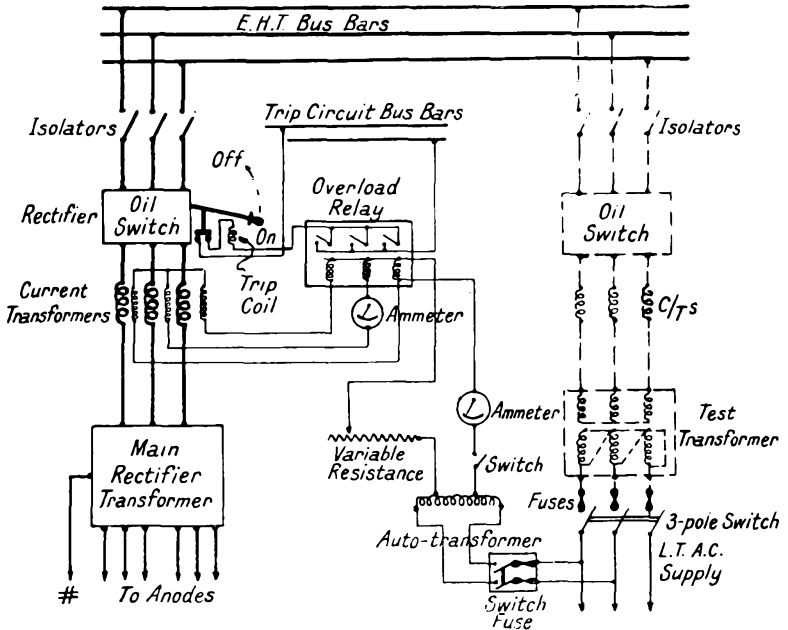 E.H.T. Bus Bars
Trip Circuit Bus Bars
Isolators
Isolators
Off
Overload
Relay
Rectifier
Oil
Switch
On
Oil
Switch
Trip
Coil
Current
Transformers
Ammeter
C/Ts
Ammeter
Test
Transformer
Main
Rectifier
Transformer
Variable
Resistance
Switch
Fuses
3-pole Switch
Auto-transformer
L.T. A.C.
Supply
#
To Anodes
Switch
Fuse